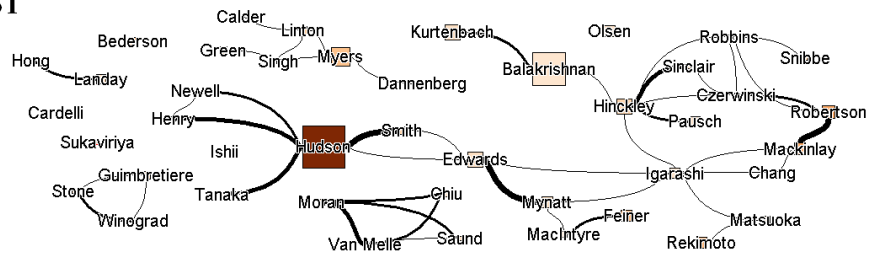 Calder
Linton
Green
Singh
Myers
Dannenberg
Kurtenbach
Olsen
Robbins
Snibbe
Bederson
Hong
Landay
Balakrishnan
Sinclair
Newell
Hinckley
Czerwinski
Cardelli
Henry
Pausch
Robertson
Sukaviriya
Ishii
Hudson
Smith
Mackinlay
Edwards
Guimbretiere
Igarashi
Chang
Stone
Tanaka
Moran
Chiu
Mynatt
Winograd
Feiner
Matsuoka
Van Melle
Saund
MacIntyre
Rekimoto